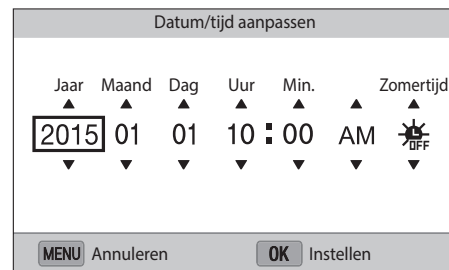 Datum/tijd aanpassen
Jaar Maand Dag Uur Min. Zomertijd
2015 01 01 10:00 AM OFF
MENU Annuleren OK Instellen